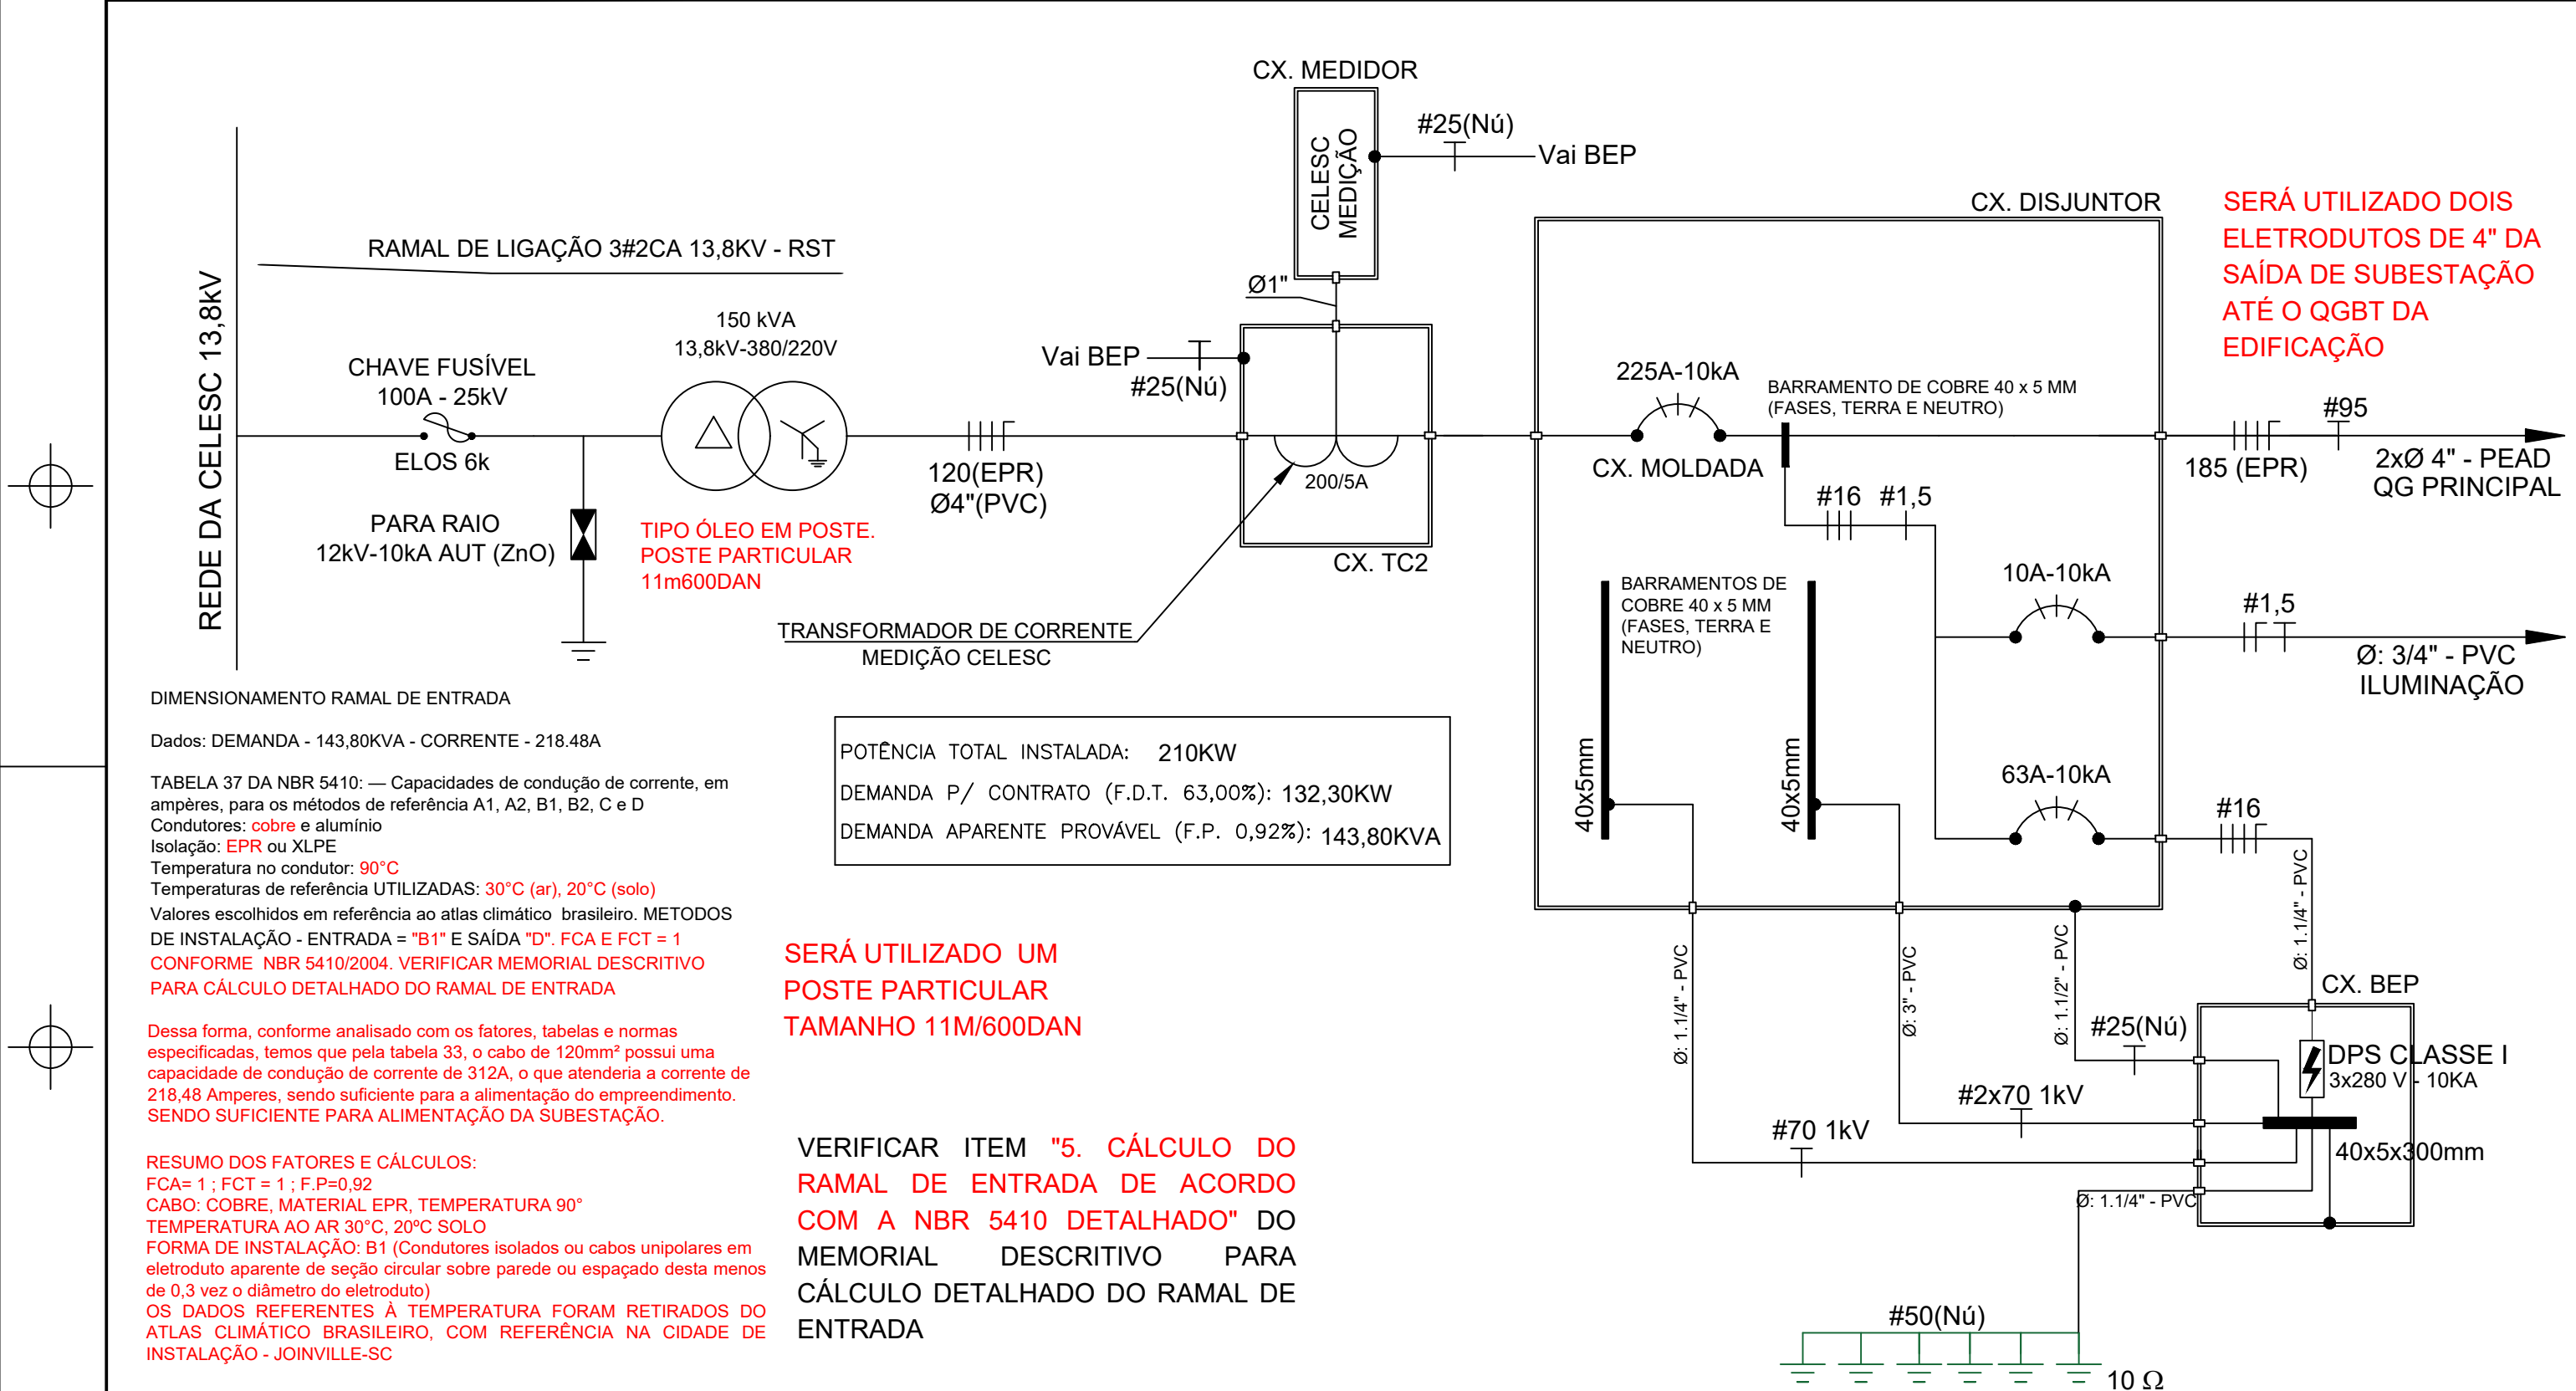 CX. MEDIDOR
CELESC
MEDIÇÃO
#25(Nú)
Vai BEP
CX. DISJUNTOR
SERÁ UTILIZADO DOIS
ELETRODUTOS DE 4" DA
SAÍDA DE SUBESTAÇÃO
ATÉ O QGBT DA
EDIFICAÇÃO
REDE DA CELESC 13,8kV
RAMAL DE LIGAÇÃO 3#2CA 13,8KV - RST
Ø1"
150 kVA
13,8kV-380/220V
CHAVE FUSÍVEL
100A - 25kV
ELOS 6k
Vai BEP
#25(Nú)
225A-10kA
CX. MOLDADA
BARRAMENTO DE COBRE 40 x 5 MM
(FASES, TERRA E NEUTRO)
#95
185 (EPR)
2xØ 4" - PEAD
QG PRINCIPAL
120(EPR)
Ø4"(PVC)
200/5A
CX. TC2
#16
#1,5
PARA RAIO
12kV-10kA AUT (ZnO)
TIPO ÓLEO EM POSTE.
POSTE PARTICULAR
11m600DAN
TRANSFORMADOR DE CORRENTE
MEDIÇÃO CELESC
BARRAMENTOS DE
COBRE 40 x 5 MM
(FASES, TERRA E
NEUTRO)
40x5mm
40x5mm
10A-10kA
#1,5
Ø: 3/4" - PVC
ILUMINAÇÃO
63A-10kA
#16
Ø: 1.1/4" - PVC
DIMENSIONAMENTO RAMAL DE ENTRADA
Dados: DEMANDA - 143,80KVA - CORRENTE - 218.48A
TABELA 37 DA NBR 5410: — Capacidades de condução de corrente, em
ampères, para os métodos de referência A1, A2, B1, B2, C e D
Condutores: cobre e alumínio
Isolação: EPR ou XLPE
Temperatura no condutor: 90°C
Temperaturas de referência UTILIZADAS: 30°C (ar), 20°C (solo)
Valores escolhidos em referência ao atlas climático brasileiro. METODOS
DE INSTALAÇÃO - ENTRADA = "B1" E SAÍDA "D". FCA E FCT = 1
CONFORME NBR 5410/2004. VERIFICAR MEMORIAL DESCRITIVO
PARA CÁLCULO DETALHADO DO RAMAL DE ENTRADA
Dessa forma, conforme analisado com os fatores, tabelas e normas
especificadas, temos que pela tabela 33, o cabo de 120mm² possui uma
capacidade de condução de corrente de 312A, o que atenderia a corrente de
218,48 Amperes, sendo suficiente para a alimentação do empreendimento.
SENDO SUFICIENTE PARA ALIMENTAÇÃO DA SUBESTAÇÃO.
RESUMO DOS FATORES E CÁLCULOS:
FCA= 1 ; FCT = 1 ; F.P=0,92
CABO: COBRE, MATERIAL EPR, TEMPERATURA 90°
TEMPERATURA AO AR 30°C, 20ºC SOLO
FORMA DE INSTALAÇÃO: B1 (Condutores isolados ou cabos unipolares em
eletroduto aparente de seção circular sobre parede ou espaçado desta menos
de 0,3 vez o diâmetro do eletroduto)
OS DADOS REFERENTES À TEMPERATURA FORAM RETIRADOS DO
ATLAS CLIMÁTICO BRASILEIRO, COM REFERÊNCIA NA CIDADE DE
INSTALAÇÃO - JOINVILLE-SC
POTÊNCIA TOTAL INSTALADA: 210KW
DEMANDA P/ CONTRATO (F.D.T. 63,00%): 132,30KW
DEMANDA APARENTE PROVÁVEL (F.P. 0,92%): 143,80KVA
SERÁ UTILIZADO UM
POSTE PARTICULAR
TAMANHO 11M/600DAN
VERIFICAR ITEM "5. CÁLCULO DO
RAMAL DE ENTRADA DE ACORDO
COM A NBR 5410 DETALHADO" DO
MEMORIAL DESCRITIVO PARA
CÁLCULO DETALHADO DO RAMAL DE
ENTRADA
Ø: 1.1/4" - PVC
Ø: 3" - PVC
Ø: 1.1/2" - PVC
CX. BEP
#25(Nú)
DPS CLASSE I
3x280 V - 10KA
#2x70 1kV
#70 1kV
40x5x300mm
Ø: 1.1/4" - PVC
#50(Nú)
10 Ω